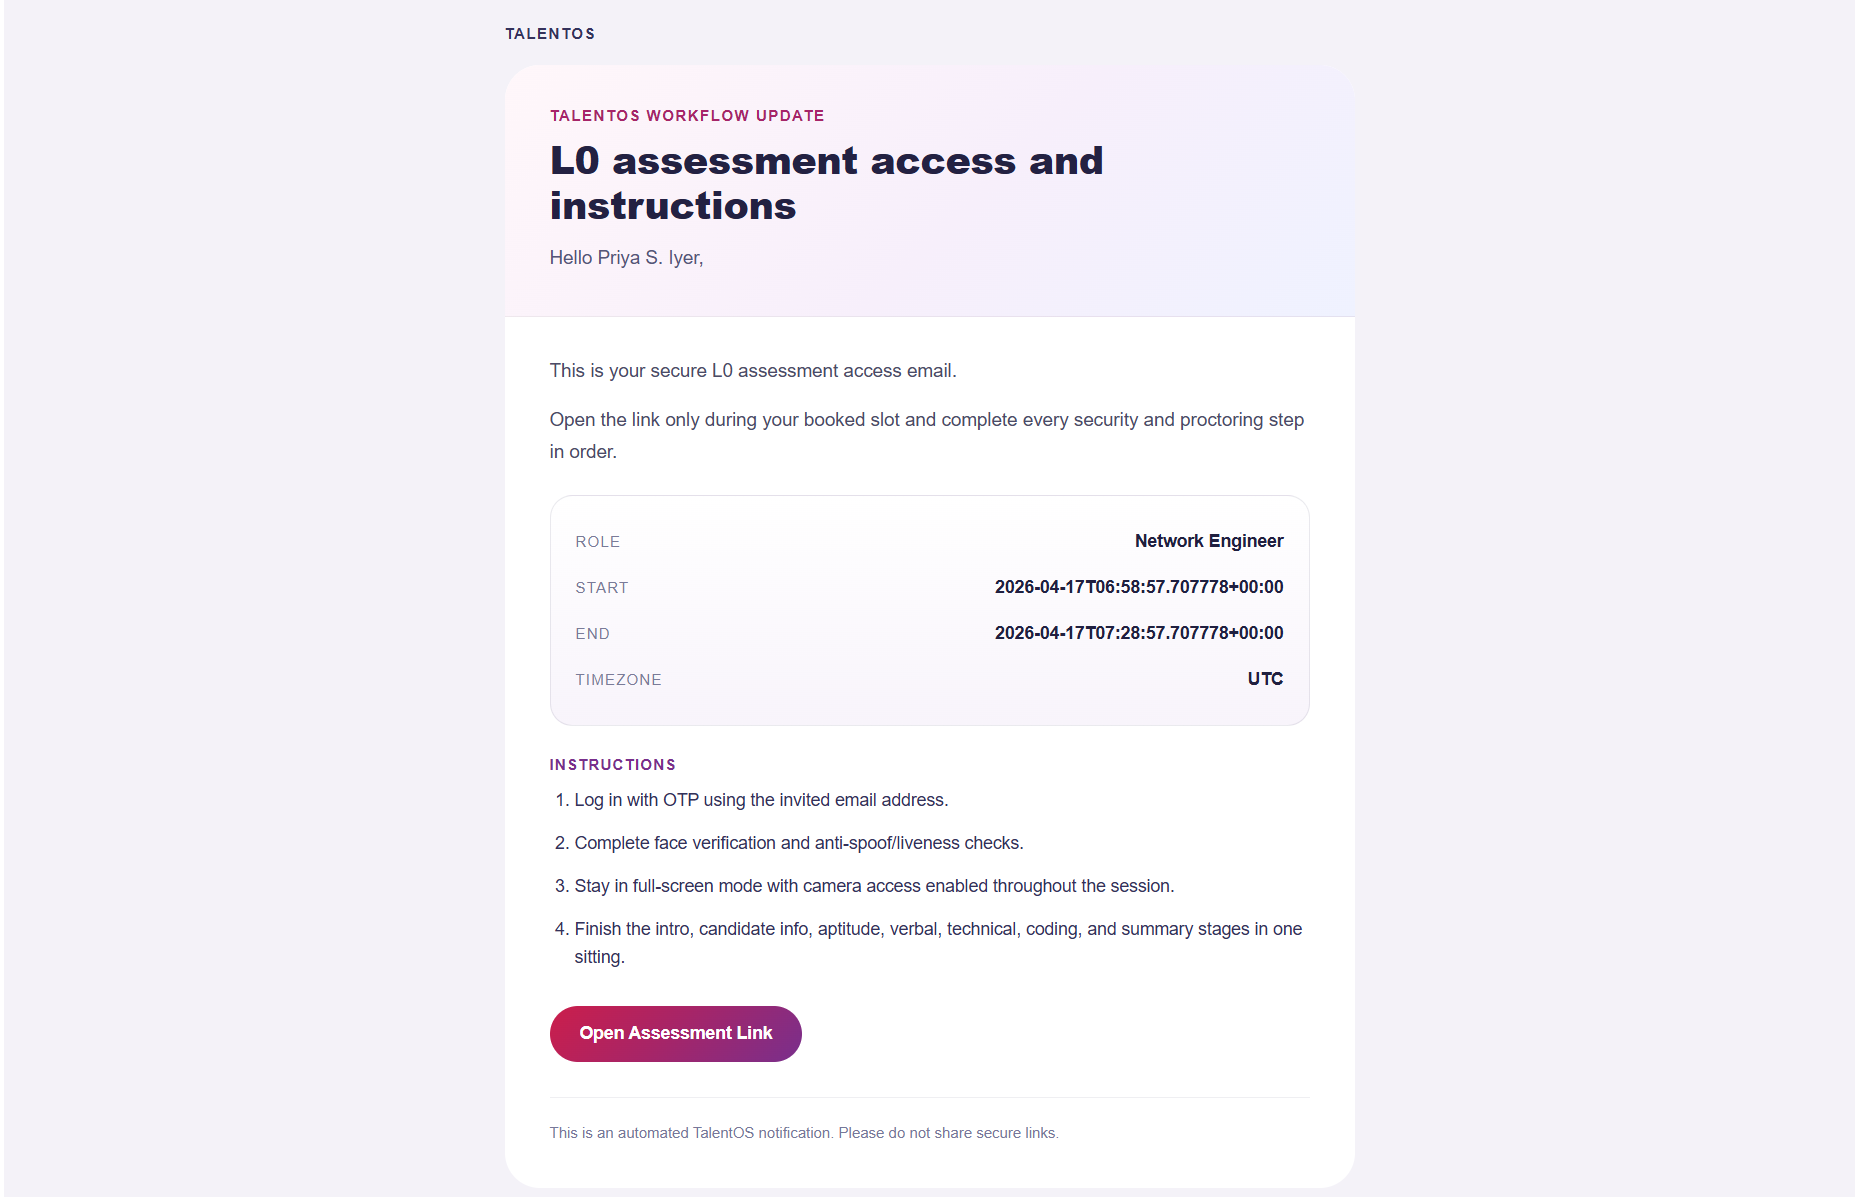 TALENTOS
TALENTOS WORKFLOW UPDATE
L0 assessment access and
instructions
Hello Priya S. Iyer,
This is your secure L0 assessment access email.
Open the link only during your booked slot and complete every security and proctoring step
in order.
ROLE Network Engineer
START 2026-04-17T06:58:57.707778+00:00
END 2026-04-17T07:28:57.707778+00:00
TIMEZONE UTC
INSTRUCTIONS
1. Log in with OTP using the invited email address.
2. Complete face verification and anti-spoof/liveness checks.
3. Stay in full-screen mode with camera access enabled throughout the session.
4. Finish the intro, candidate info, aptitude, verbal, technical, coding, and summary stages in one
sitting.
Open Assessment Link
This is an automated TalentOS notification. Please do not share secure links.